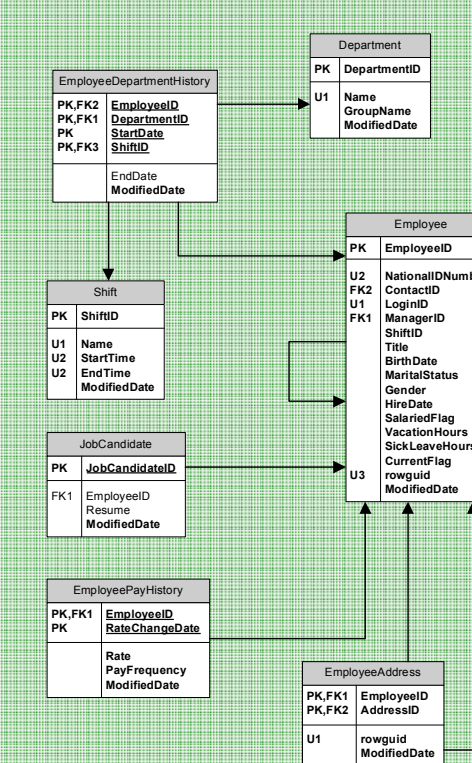 Department
PK DepartmentID
U1 Name
GroupName
ModifiedDate
EmployeeDepartmentHistory
PK,FK2 EmployeeID
PK,FK1 DepartmentID
PK StartDate
PK,FK3 ShiftID
EndDate
ModifiedDate
Employee
PK EmployeeID
U2 NationalIDNumb
FK2 ContactID
U1 LoginID
FK1 ManagerID
ShiftID
Title
BirthDate
MaritalStatus
Gender
HireDate
SalariedFlag
VacationHours
SickLeaveHours
CurrentFlag
U3 rowguid
ModifiedDate
Shift
PK ShiftID
U1 Name
U2 StartTime
U2 EndTime
ModifiedDate
JobCandidate
PK JobCandidateID
FK1 EmployeeID
Resume
ModifiedDate
EmployeePayHistory
PK,FK1 EmployeeID
PK RateChangeDate
Rate
PayFrequency
ModifiedDate
EmployeeAddress
PK,FK1 EmployeeID
PK,FK2 AddressID
U1 rowguid
ModifiedDate